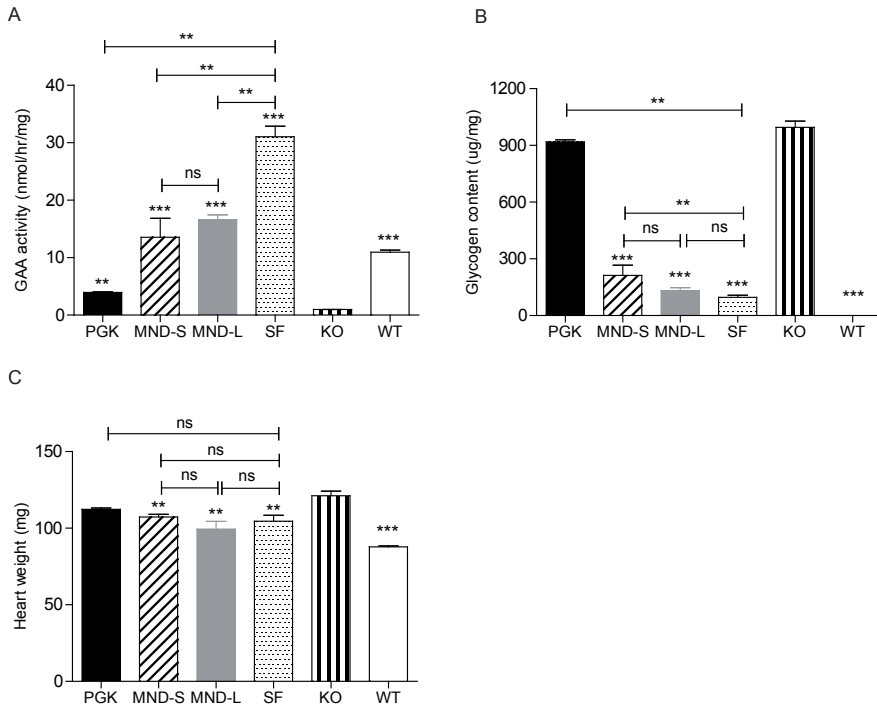 A
**
**
**
***
ns
***
***
**
***
GAA activity (nmol/hr/mg)
40
30
20
10
0
PGK MND-S MND-L SF KO WT
B
**
**
ns ns
***
***
***
***
Glycogen content (ug/mg)
1200
900
600
300
0
PGK MND-S MND-L SF KO WT
C
ns
ns
ns ns
**
**
**
***
Heart weight (mg)
150
100
50
0
PGK MND-S MND-L SF KO WT